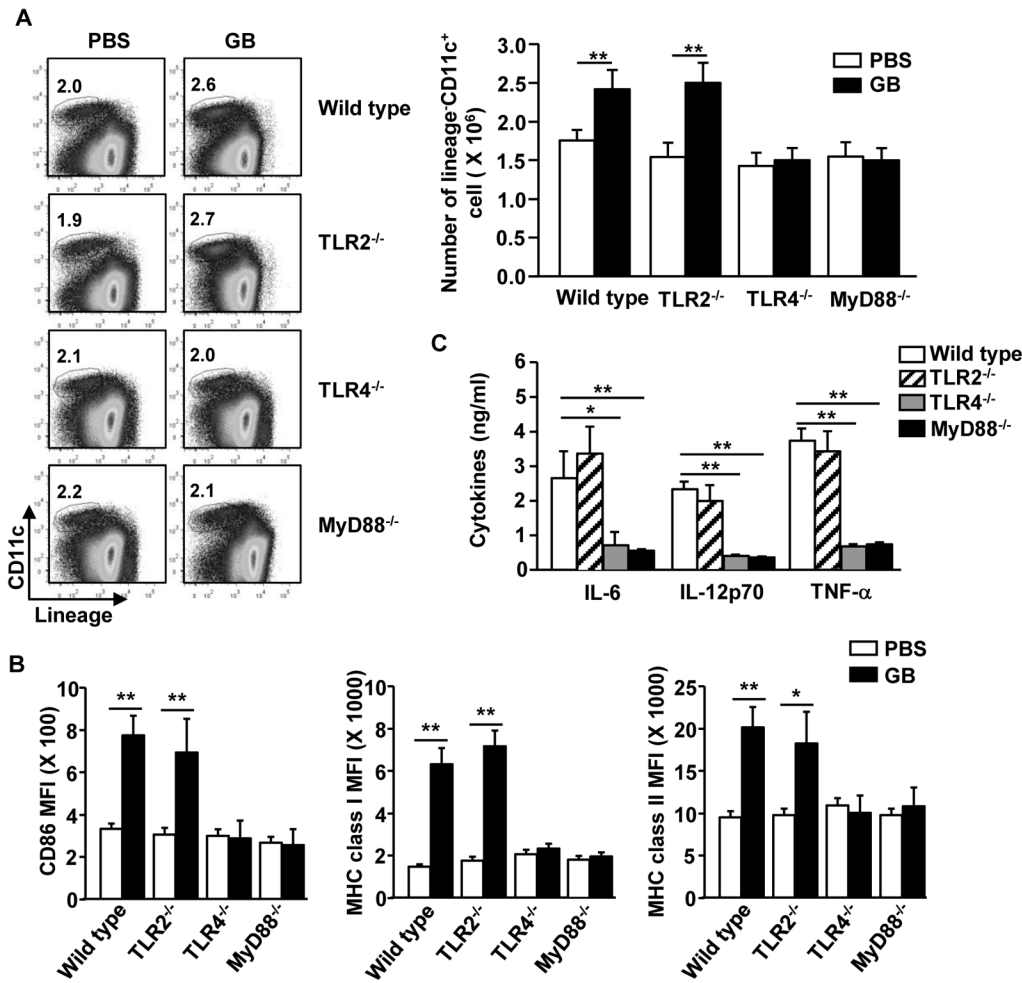 A
PBS GB
2.0 2.6
Wild type
1.9 2.7
TLR2-/-
2.1 2.0
TLR4-/-
2.2 2.1
MyD88-/-
CD11c
Lineage
Number of lineage-CD11c+
cell ( X 10⁶)
3.0
2.5
2.0
1.5
1.0
0.5
0.0
** **
PBS
GB
Wild type TLR2-/- TLR4-/- MyD88-/-
C
Cytokines (ng/ml)
6
5
4
3
2
1
0
**
*
**
**
**
**
Wild type
TLR2-/-
TLR4-/-
MyD88-/-
IL-6 IL-12p70 TNF-α
B
PBS
GB
CD86 MFI (X 100)
10
8
6
4
2
0
** **
Wild type TLR2-/- TLR4-/- MyD88-/-
MHC class I MFI (X 1000)
10
8
6
4
2
0
** **
Wild type TLR2-/- TLR4-/- MyD88-/-
MHC class II MFI (X 1000)
25
20
15
10
5
0
** *
Wild type TLR2-/- TLR4-/- MyD88-/-